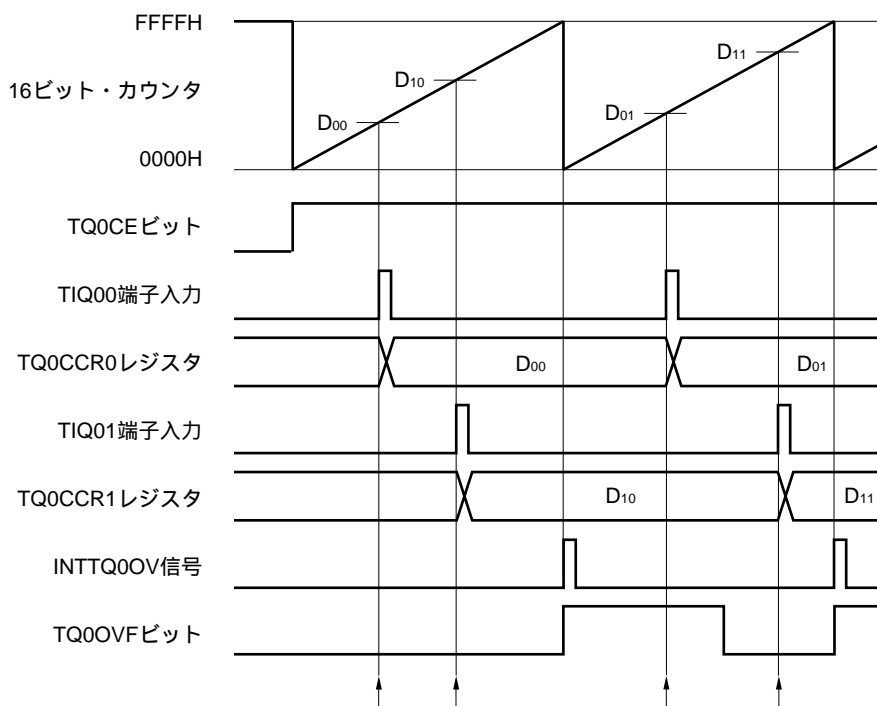 FFFFH
16ビット・カウンタ
0000H
D00
D10
D01
D11
TQ0CEビット
TIQ00端子入力
TQ0CCR0レジスタ
D00
D01
TIQ01端子入力
TQ0CCR1レジスタ
D10
D11
INTTQ0OV信号
TQ0OVFビット